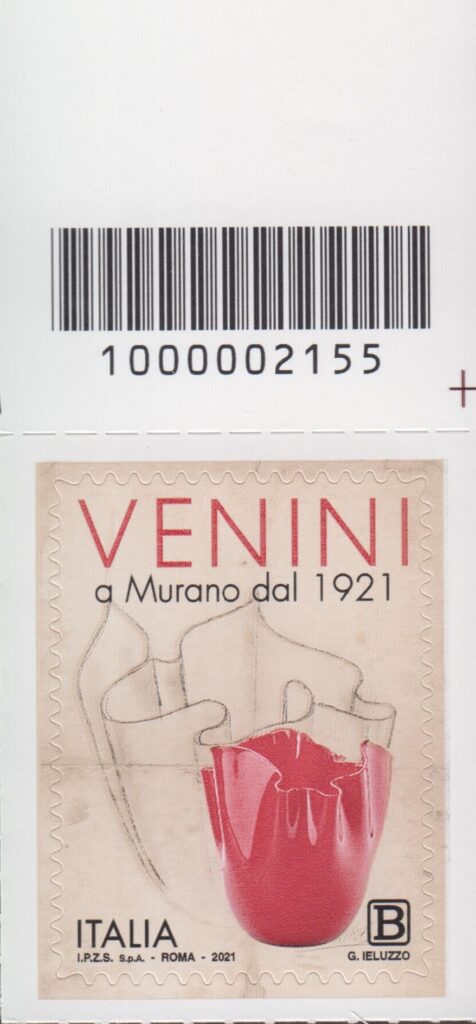 1000002155
VENINI
a Murano dal 1921
ITALIA
B
I.P.Z.S. S.p.A. - ROMA - 2021
G. IELUZZO